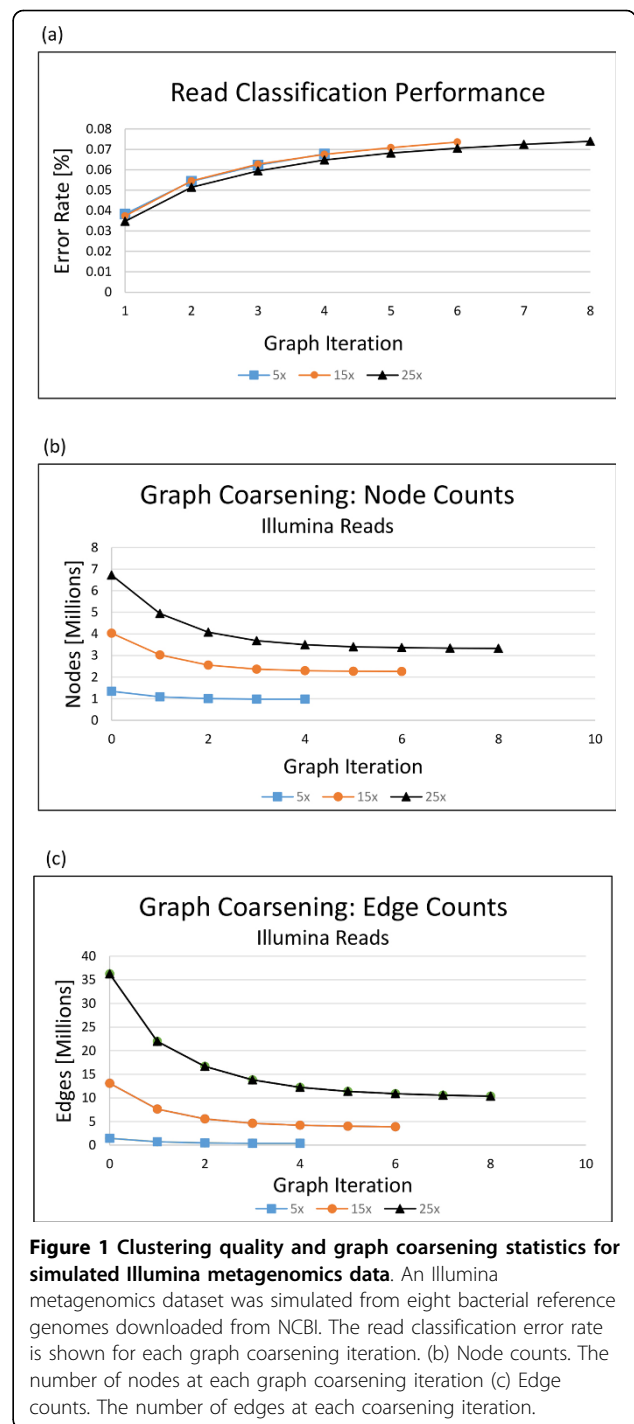 (a)
Read Classification Performance
Error Rate [%]
0.08
0.07
0.06
0.05
0.04
0.03
0.02
0.01
0
1 2 3 4 5 6 7 8
Graph Iteration
5x 15x 25x
(b)
Graph Coarsening: Node Counts
Illumina Reads
Nodes [Millions]
8
7
6
5
4
3
2
1
0
0 2 4 6 8 10
Graph Iteration
5x 15x 25x
(c)
Graph Coarsening: Edge Counts
Illumina Reads
Edges [Millions]
40
35
30
25
20
15
10
5
0
0 2 4 6 8 10
Graph Iteration
5x 15x 25x
Figure 1 Clustering quality and graph coarsening statistics for
simulated Illumina metagenomics data. An Illumina
metagenomics dataset was simulated from eight bacterial reference
genomes downloaded from NCBI. The read classification error rate
is shown for each graph coarsening iteration. (b) Node counts. The
number of nodes at each graph coarsening iteration (c) Edge
counts. The number of edges at each coarsening iteration.